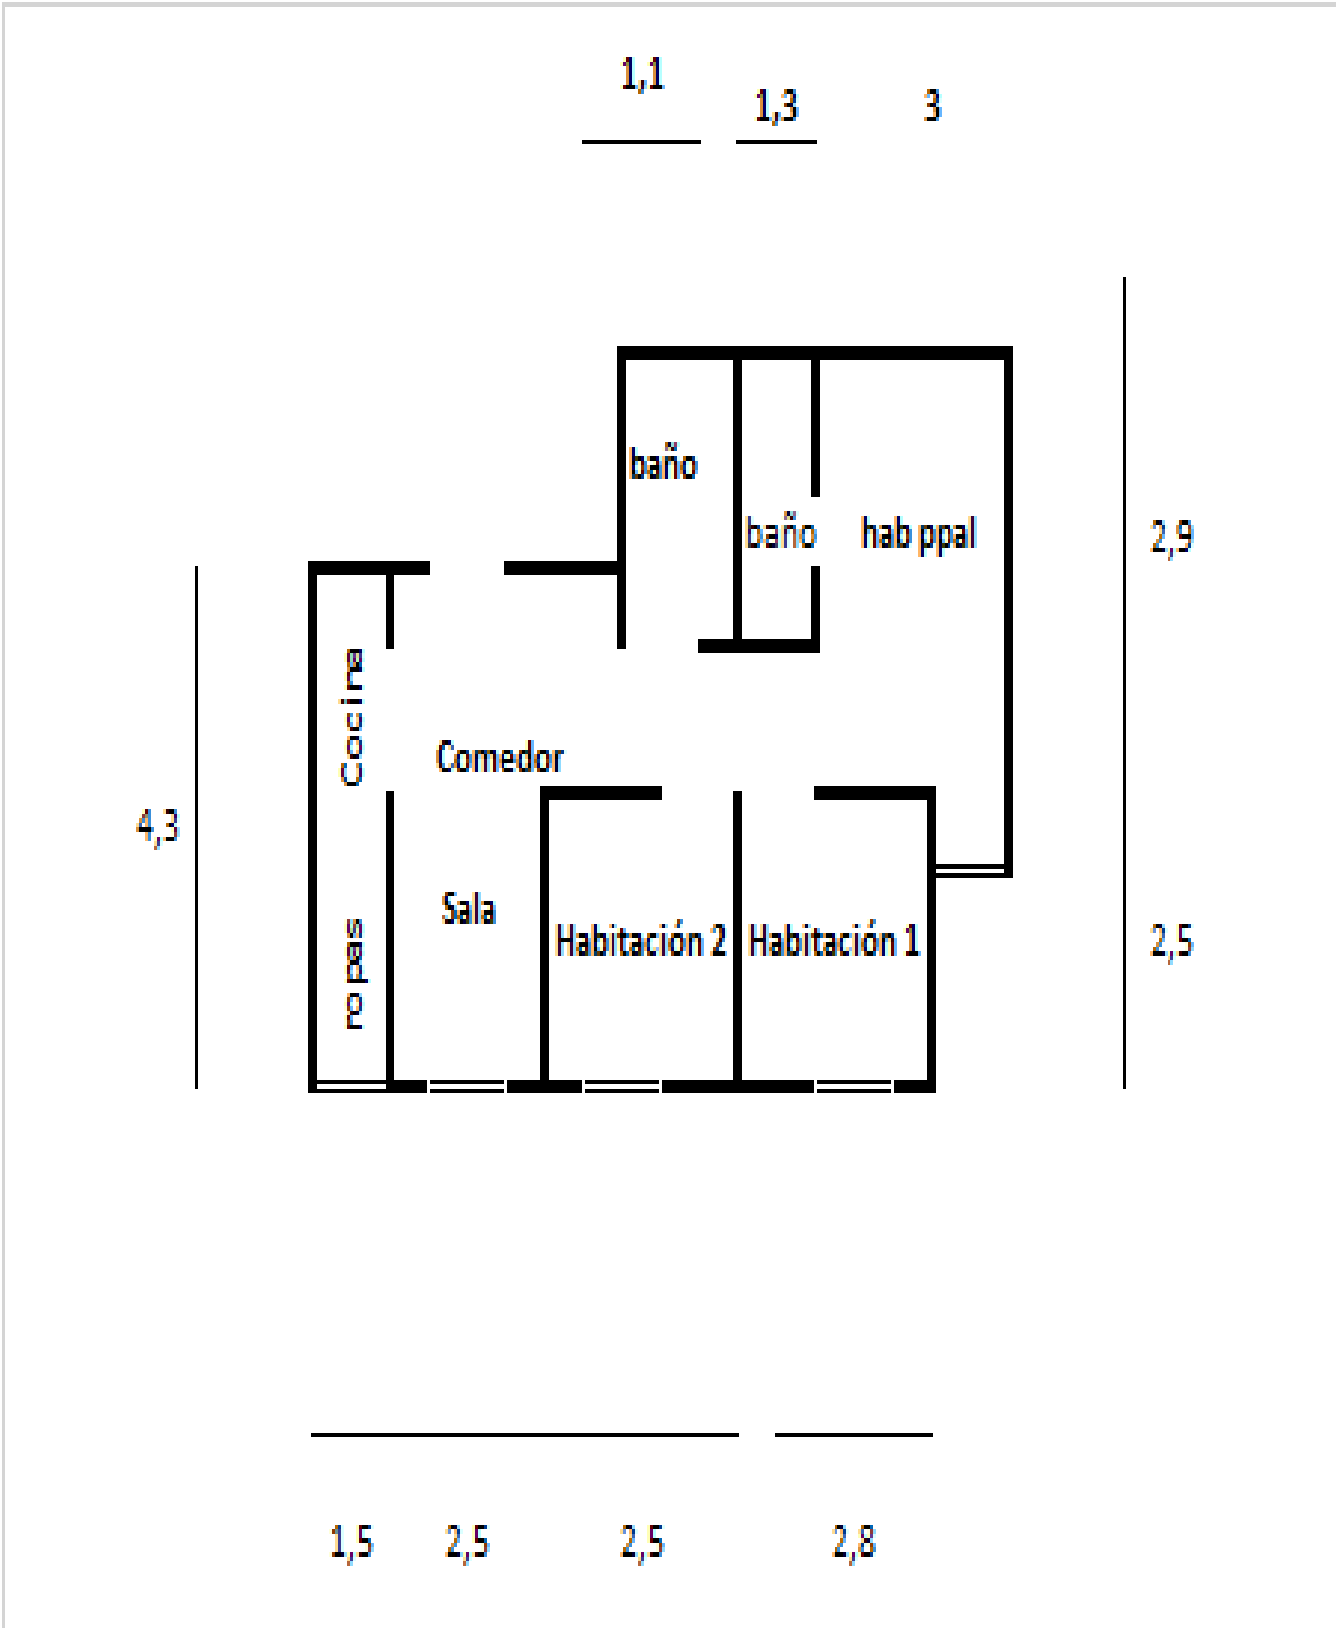 1,1
1,3
3
baño
baño
hab ppal
2,9
Cocina
Comedor
4,3
Sala
ropas
Habitación 2
Habitación 1
2,5
1,5
2,5
2,5
2,8